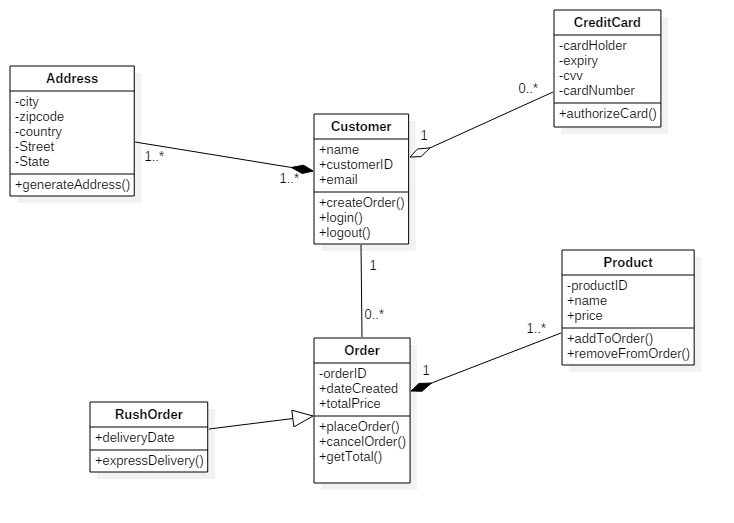 CreditCard
-cardHolder
-expiry
-cvv
-cardNumber
+authorizeCard()
Address
-city
-zipcode
-country
-Street
-State
+generateAddress()
0..*
1
1..*
1..*
Customer
+name
+customerID
+email
+createOrder()
+login()
+logout()
1
0..*
Product
-productID
+name
+price
+addToOrder()
+removeFromOrder()
1..*
1
Order
-orderID
+dateCreated
+totalPrice
+placeOrder()
+cancelOrder()
+getTotal()
RushOrder
+deliveryDate
+expressDelivery()